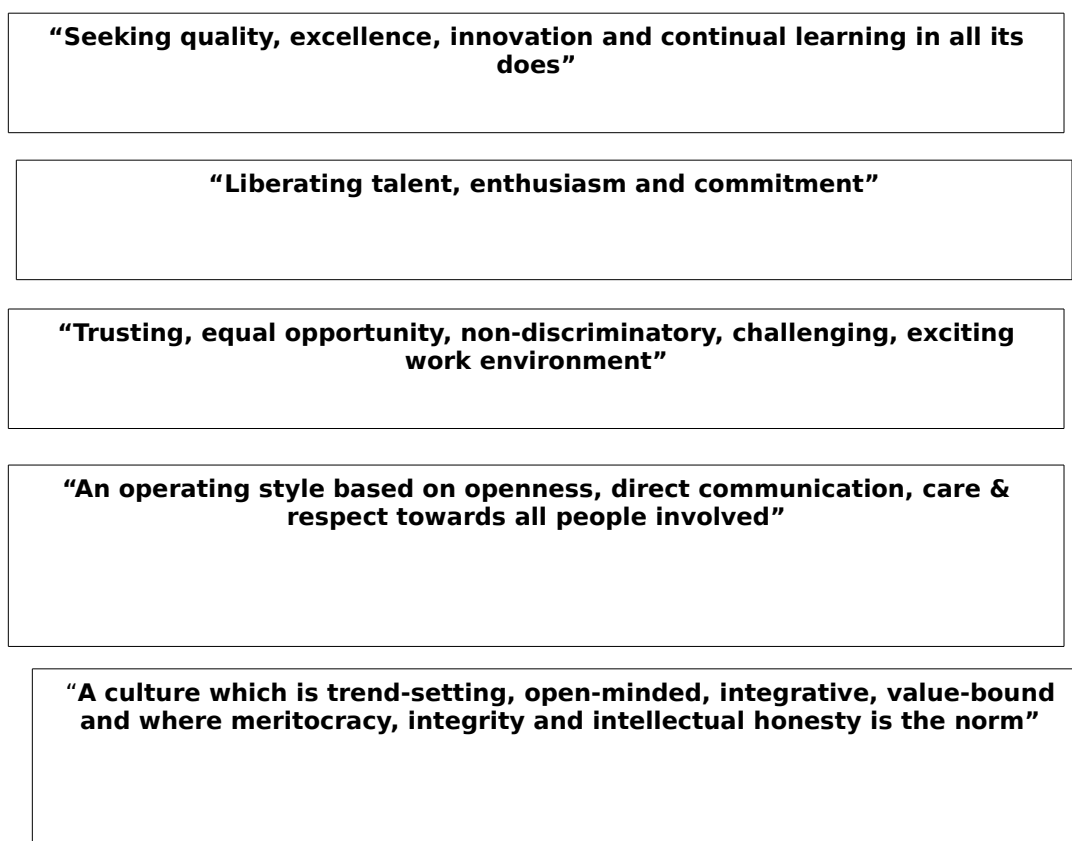 “Seeking quality, excellence, innovation and continual learning in all its
does”
“Liberating talent, enthusiasm and commitment”
“Trusting, equal opportunity, non-discriminatory, challenging, exciting
work environment”
“An operating style based on openness, direct communication, care &
respect towards all people involved”
“A culture which is trend-setting, open-minded, integrative, value-bound
and where meritocracy, integrity and intellectual honesty is the norm”